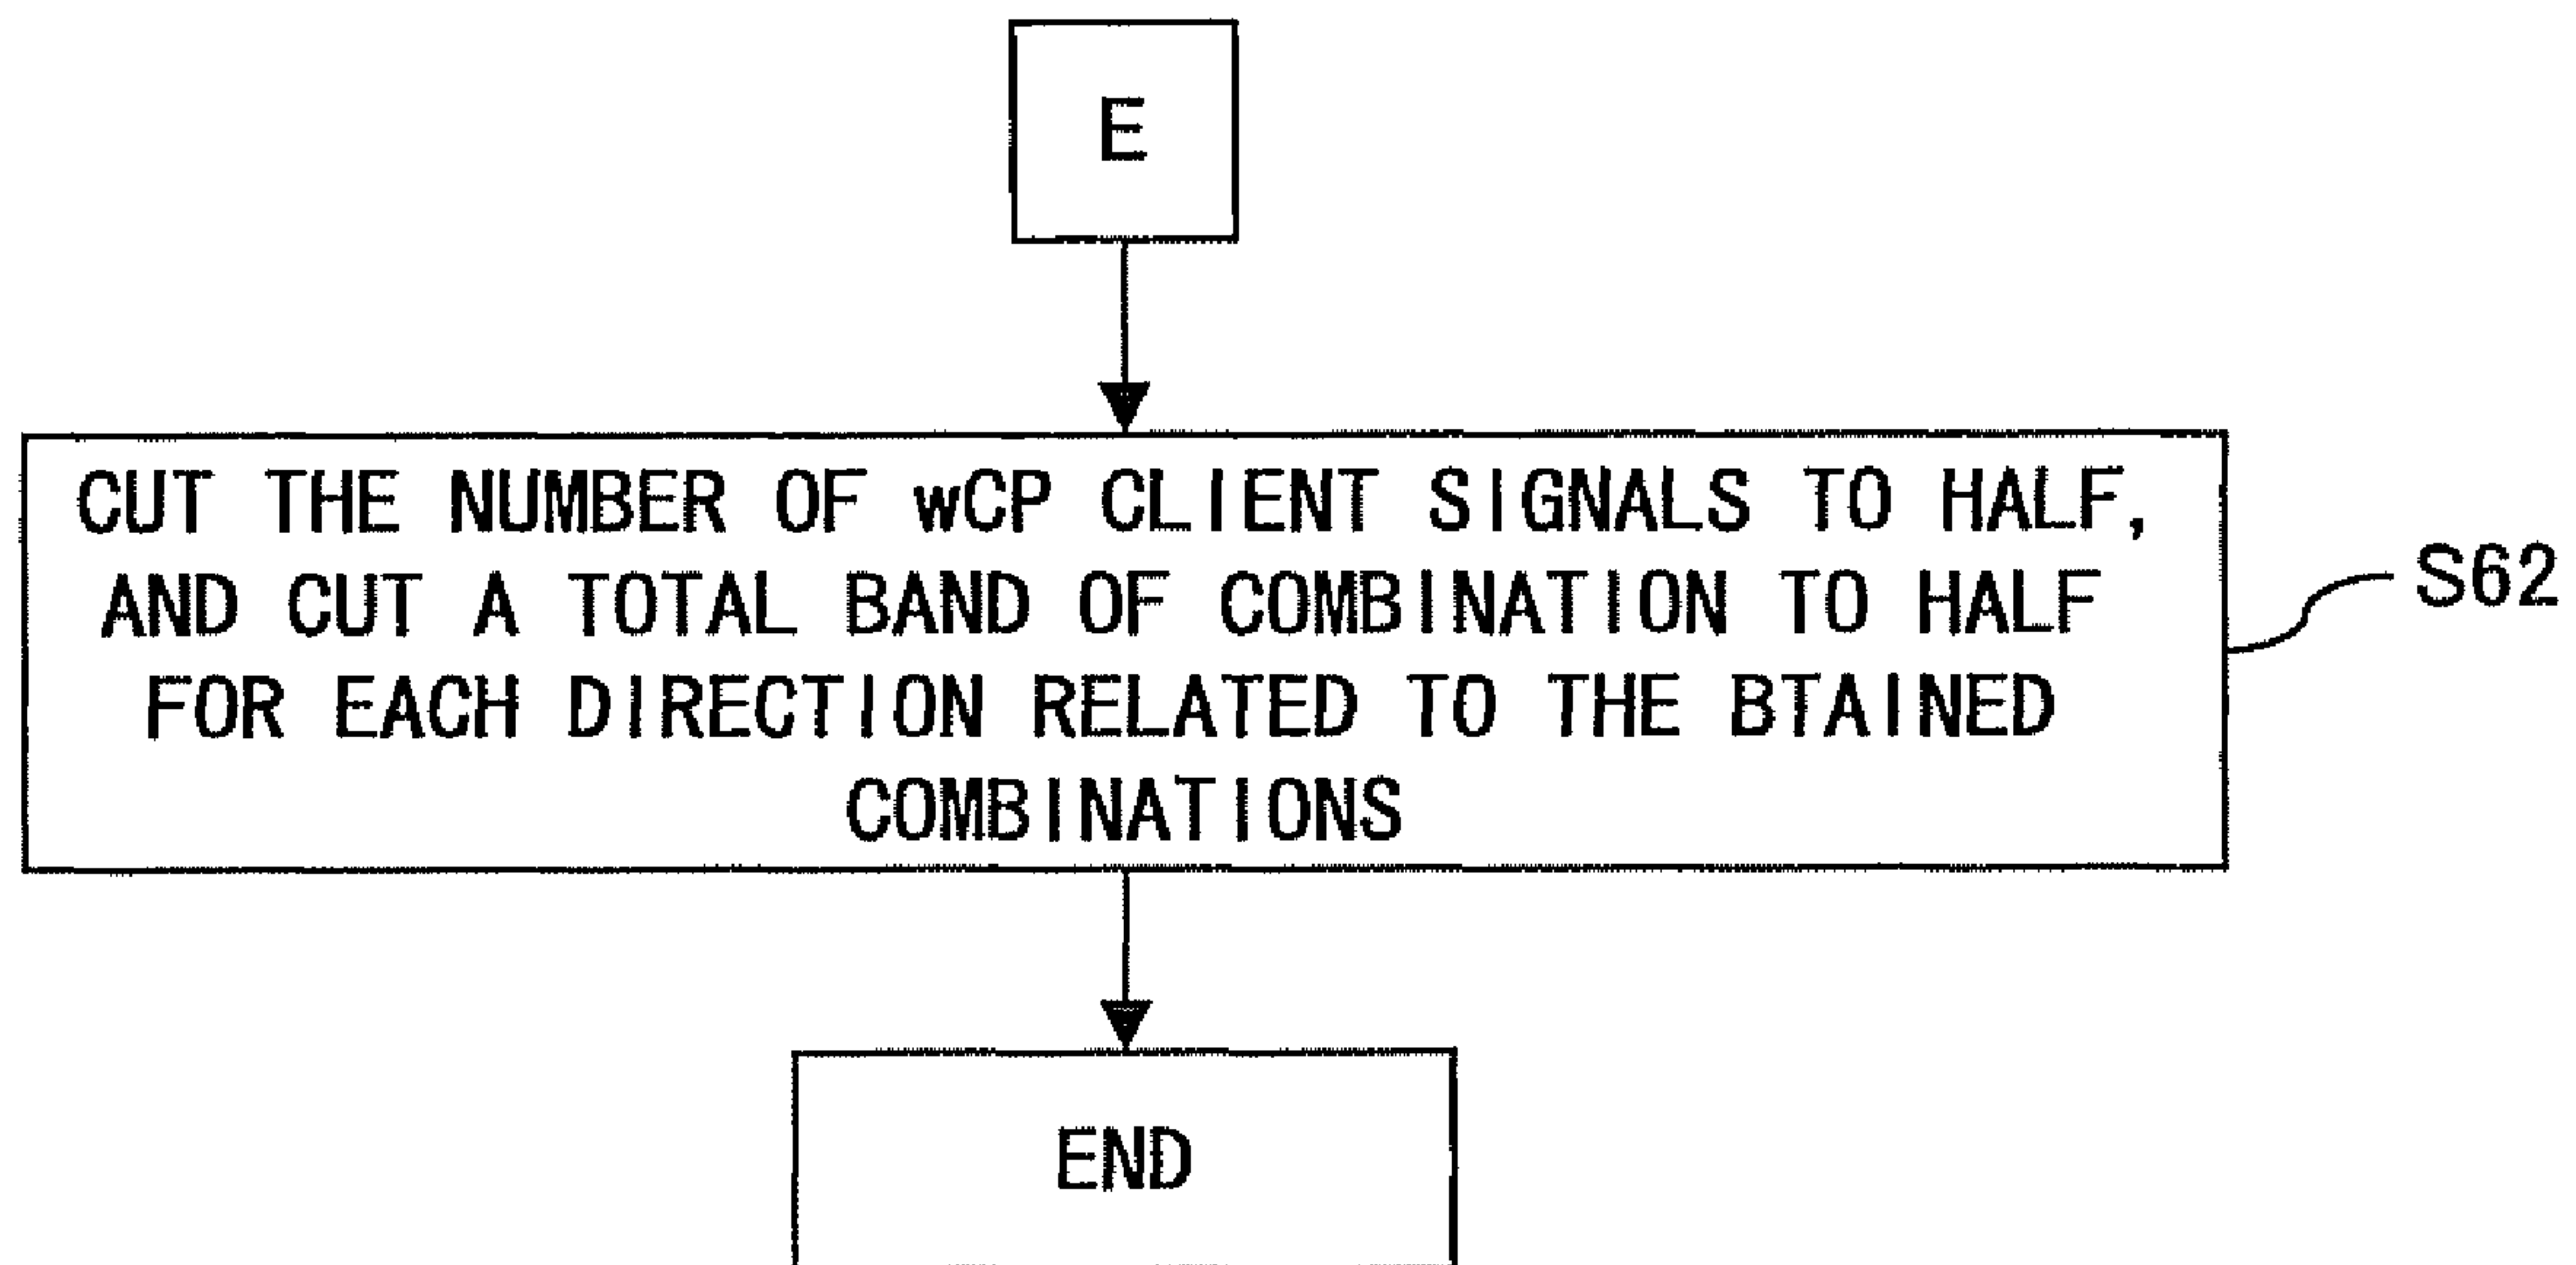 E
CUT THE NUMBER OF wCP CLIENT SIGNALS TO HALF,
AND CUT A TOTAL BAND OF COMBINATION TO HALF
FOR EACH DIRECTION RELATED TO THE BTAINED
COMBINATIONS
S62
END